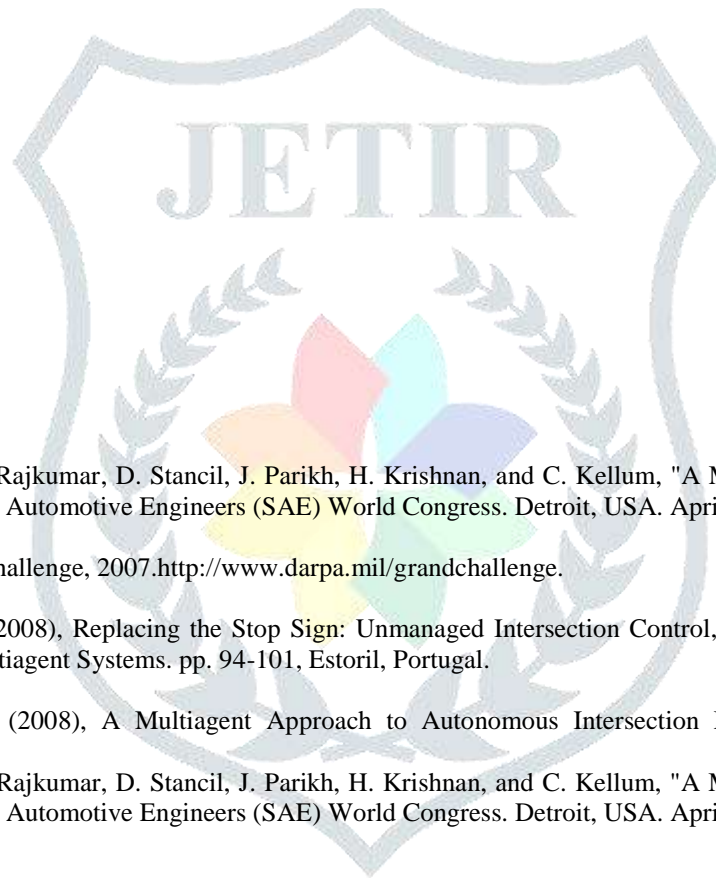 JETIR
Rajkumar, D. Stancil, J. Parikh, H. Krishnan, and C. Kellum, "A M
Automotive Engineers (SAE) World Congress. Detroit, USA. Apri
hallenge, 2007.http://www.darpa.mil/grandchallenge.
2008), Replacing the Stop Sign: Unmanaged Intersection Control,
tiagent Systems. pp. 94-101, Estoril, Portugal.
(2008), A Multiagent Approach to Autonomous Intersection
Rajkumar, D. Stancil, J. Parikh, H. Krishnan, and C. Kellum, "A M
Automotive Engineers (SAE) World Congress. Detroit, USA. Apri